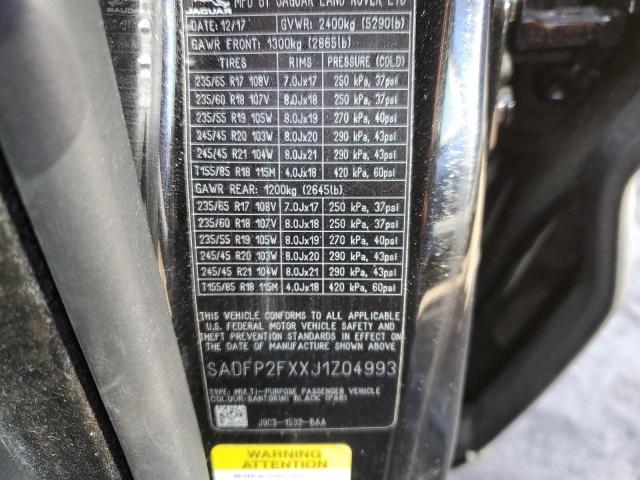 JAGUAR MFD BY JAGUAR LAND ROVER LTD
DATE: 12/17 GVWR: 2400kg (5290lb)
GAWR FRONT: 1300kg (2865lb)
TIRES RIMS PRESSURE (COLD)
235/65 R17 108V 7.0Jx17 250 kPa, 37psi
235/60 R18 107V 8.0Jx18 250 kPa, 37psi
235/55 R19 105W 8.0Jx19 270 kPa, 40psi
245/45 R20 103W 8.0Jx20 290 kPa, 43psi
245/45 R21 104W 8.0Jx21 290 kPa, 43psi
T155/85 R18 115M 4.0Jx18 420 kPa, 60psi
GAWR REAR: 1200kg (2645lb)
235/65 R17 108V 7.0Jx17 250 kPa, 37psi
235/60 R18 107V 8.0Jx18 250 kPa, 37psi
235/55 R19 105W 8.0Jx19 270 kPa, 40psi
245/45 R20 103W 8.0Jx20 290 kPa, 43psi
245/45 R21 104W 8.0Jx21 290 kPa, 43psi
T155/85 R18 115M 4.0Jx18 420 kPa, 60psi
THIS VEHICLE CONFORMS TO ALL APPLICABLE
U.S. FEDERAL MOTOR VEHICLE SAFETY AND
THEFT PREVENTION STANDARDS IN EFFECT ON
THE DATE OF MANUFACTURE SHOWN ABOVE.
SADFP2FXXJ1Z04993
TYPE: MULTI-PURPOSE PASSENGER VEHICLE
COLOUR: SANTORINI BLACK (PAB)
J9C3-1532-BAA
WARNING